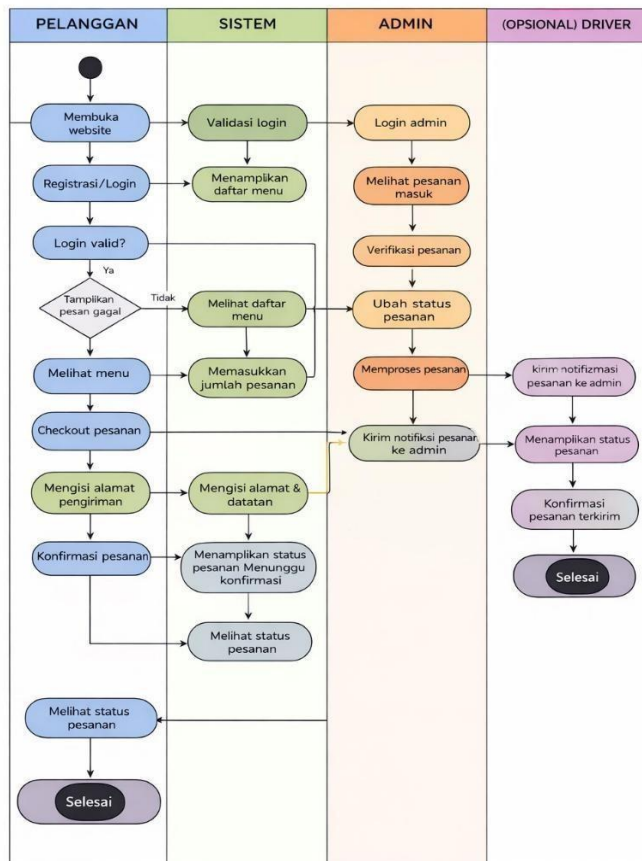 PELANGGAN
SISTEM
ADMIN
(OPSIONAL) DRIVER
Membuka
website
Validasi login
Login admin
Registrasi/Login
Menampilkan
daftar menu
Melihat pesanan
masuk
Login valid?
Verifikasi pesanan
Ya
Tamplikan
pesan gagal
Tidak
Melihat daftar
menu
Ubah status
pesanan
Melihat menu
Memasukkan
jumlah pesanan
Memproses pesanan
kirim notifizmasi
pesanan ke admin
Checkout pesanan
Kirim notifiksi pesanan
ke admin
Menamplikan status
pesanan
Mengisi alamat
pengiriman
Mengisi alamat &
datatan
Konfirmasi
pesanan terkirim
Konfirmasi pesanan
Menamplikan status
pesanan Menunggu
konfirmasi
Selesai
Melihat status
pesanan
Melihat status
pesanan
Selesai